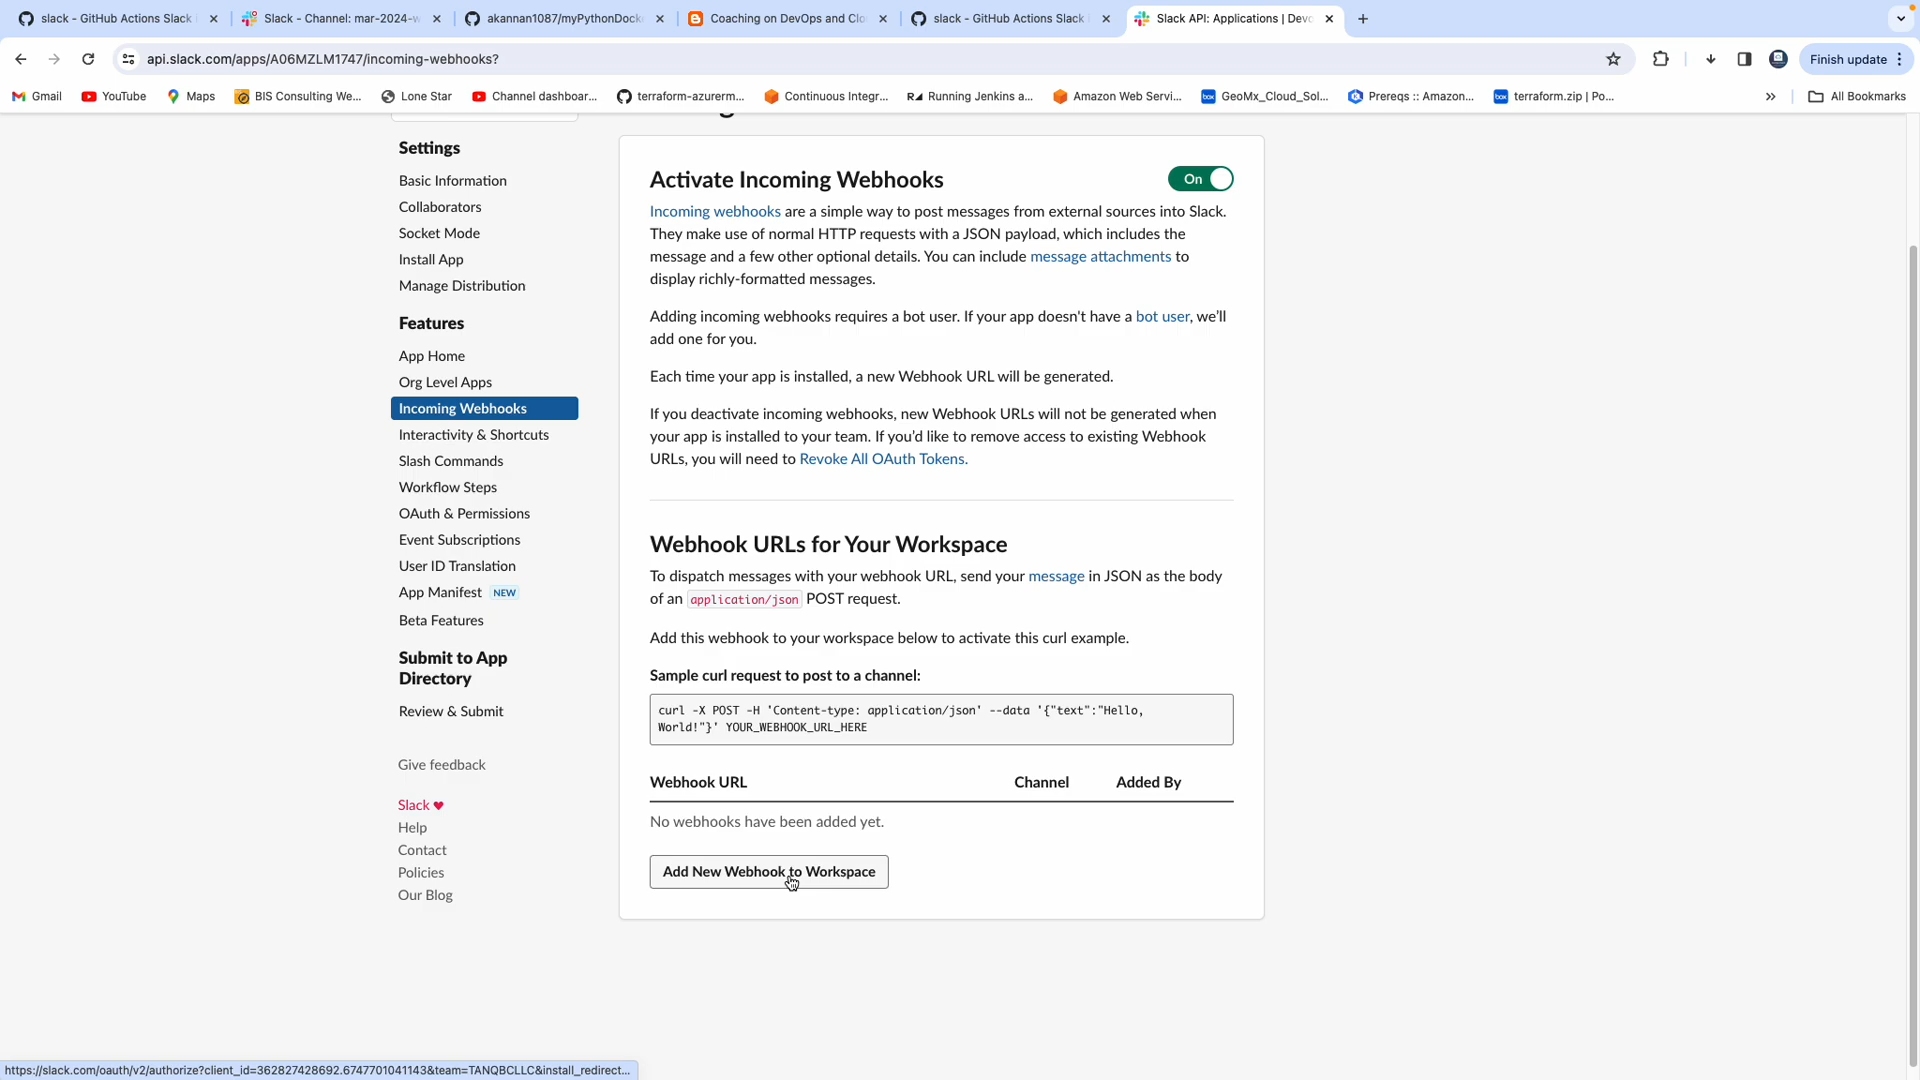 slack - GitHub Actions Slack
Slack - Channel: mar-2024-w
akannan1087/myPythonDock
Coaching on DevOps and Clo
slack - GitHub Actions Slack
Slack API: Applications | Devo
api.slack.com/apps/A06MZLM1747/incoming-webhooks?
Finish update
Gmail
YouTube
Maps
BIS Consulting We...
Lone Star
Channel dashboar...
terraform-azurerm...
Continuous Integr...
Running Jenkins a...
Amazon Web Servi...
GeoMx_Cloud_Sol...
Prereqs :: Amazon...
terraform.zip | Po...
All Bookmarks
Settings
Basic Information
Collaborators
Socket Mode
Install App
Manage Distribution
Features
App Home
Org Level Apps
Incoming Webhooks
Interactivity & Shortcuts
Slash Commands
Workflow Steps
OAuth & Permissions
Event Subscriptions
User ID Translation
App Manifest NEW
Beta Features
Submit to App
Directory
Review & Submit
Give feedback
Slack ♥
Help
Contact
Policies
Our Blog
Activate Incoming Webhooks
On
Incoming webhooks are a simple way to post messages from external sources into Slack.
They make use of normal HTTP requests with a JSON payload, which includes the
message and a few other optional details. You can include message attachments to
display richly-formatted messages.
Adding incoming webhooks requires a bot user. If your app doesn't have a bot user, we'll
add one for you.
Each time your app is installed, a new Webhook URL will be generated.
If you deactivate incoming webhooks, new Webhook URLs will not be generated when
your app is installed to your team. If you'd like to remove access to existing Webhook
URLs, you will need to Revoke All OAuth Tokens.
Webhook URLs for Your Workspace
To dispatch messages with your webhook URL, send your message in JSON as the body
of an application/json POST request.
Add this webhook to your workspace below to activate this curl example.
Sample curl request to post to a channel:
curl -X POST -H 'Content-type: application/json' --data '{"text":"Hello,
World!"}' YOUR_WEBHOOK_URL_HERE
Webhook URL Channel Added By
No webhooks have been added yet.
Add New Webhook to Workspace
https://slack.com/oauth/v2/authorize?client_id=362827428692.6747701041143&team=TANQBCLLC&install_redirect...